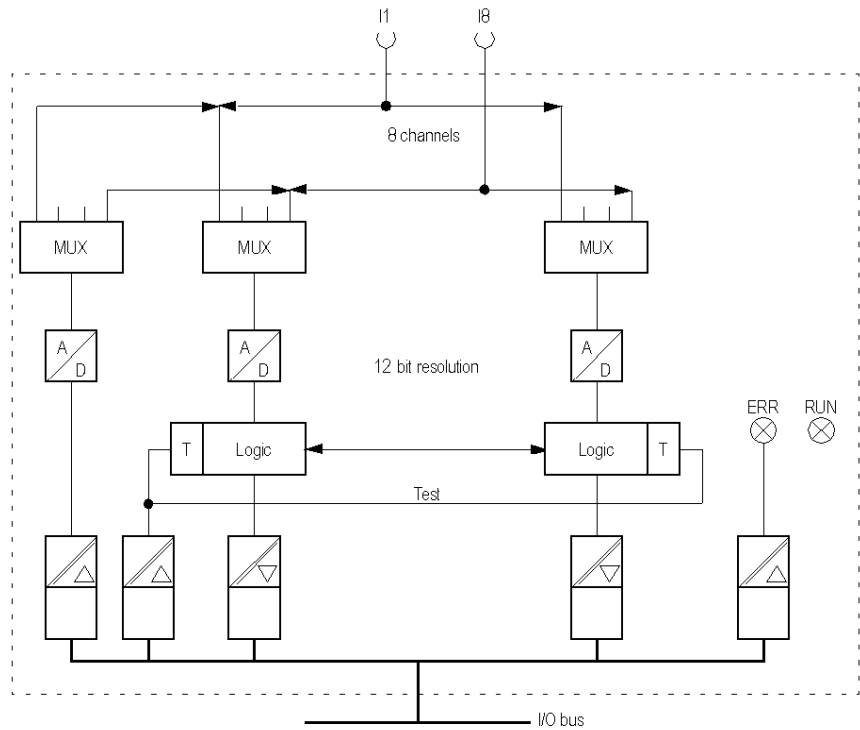 I1 I8
8 channels
MUX MUX MUX
A/D A/D A/D
12 bit resolution
ERR RUN
T Logic Logic T
Test
I/O bus